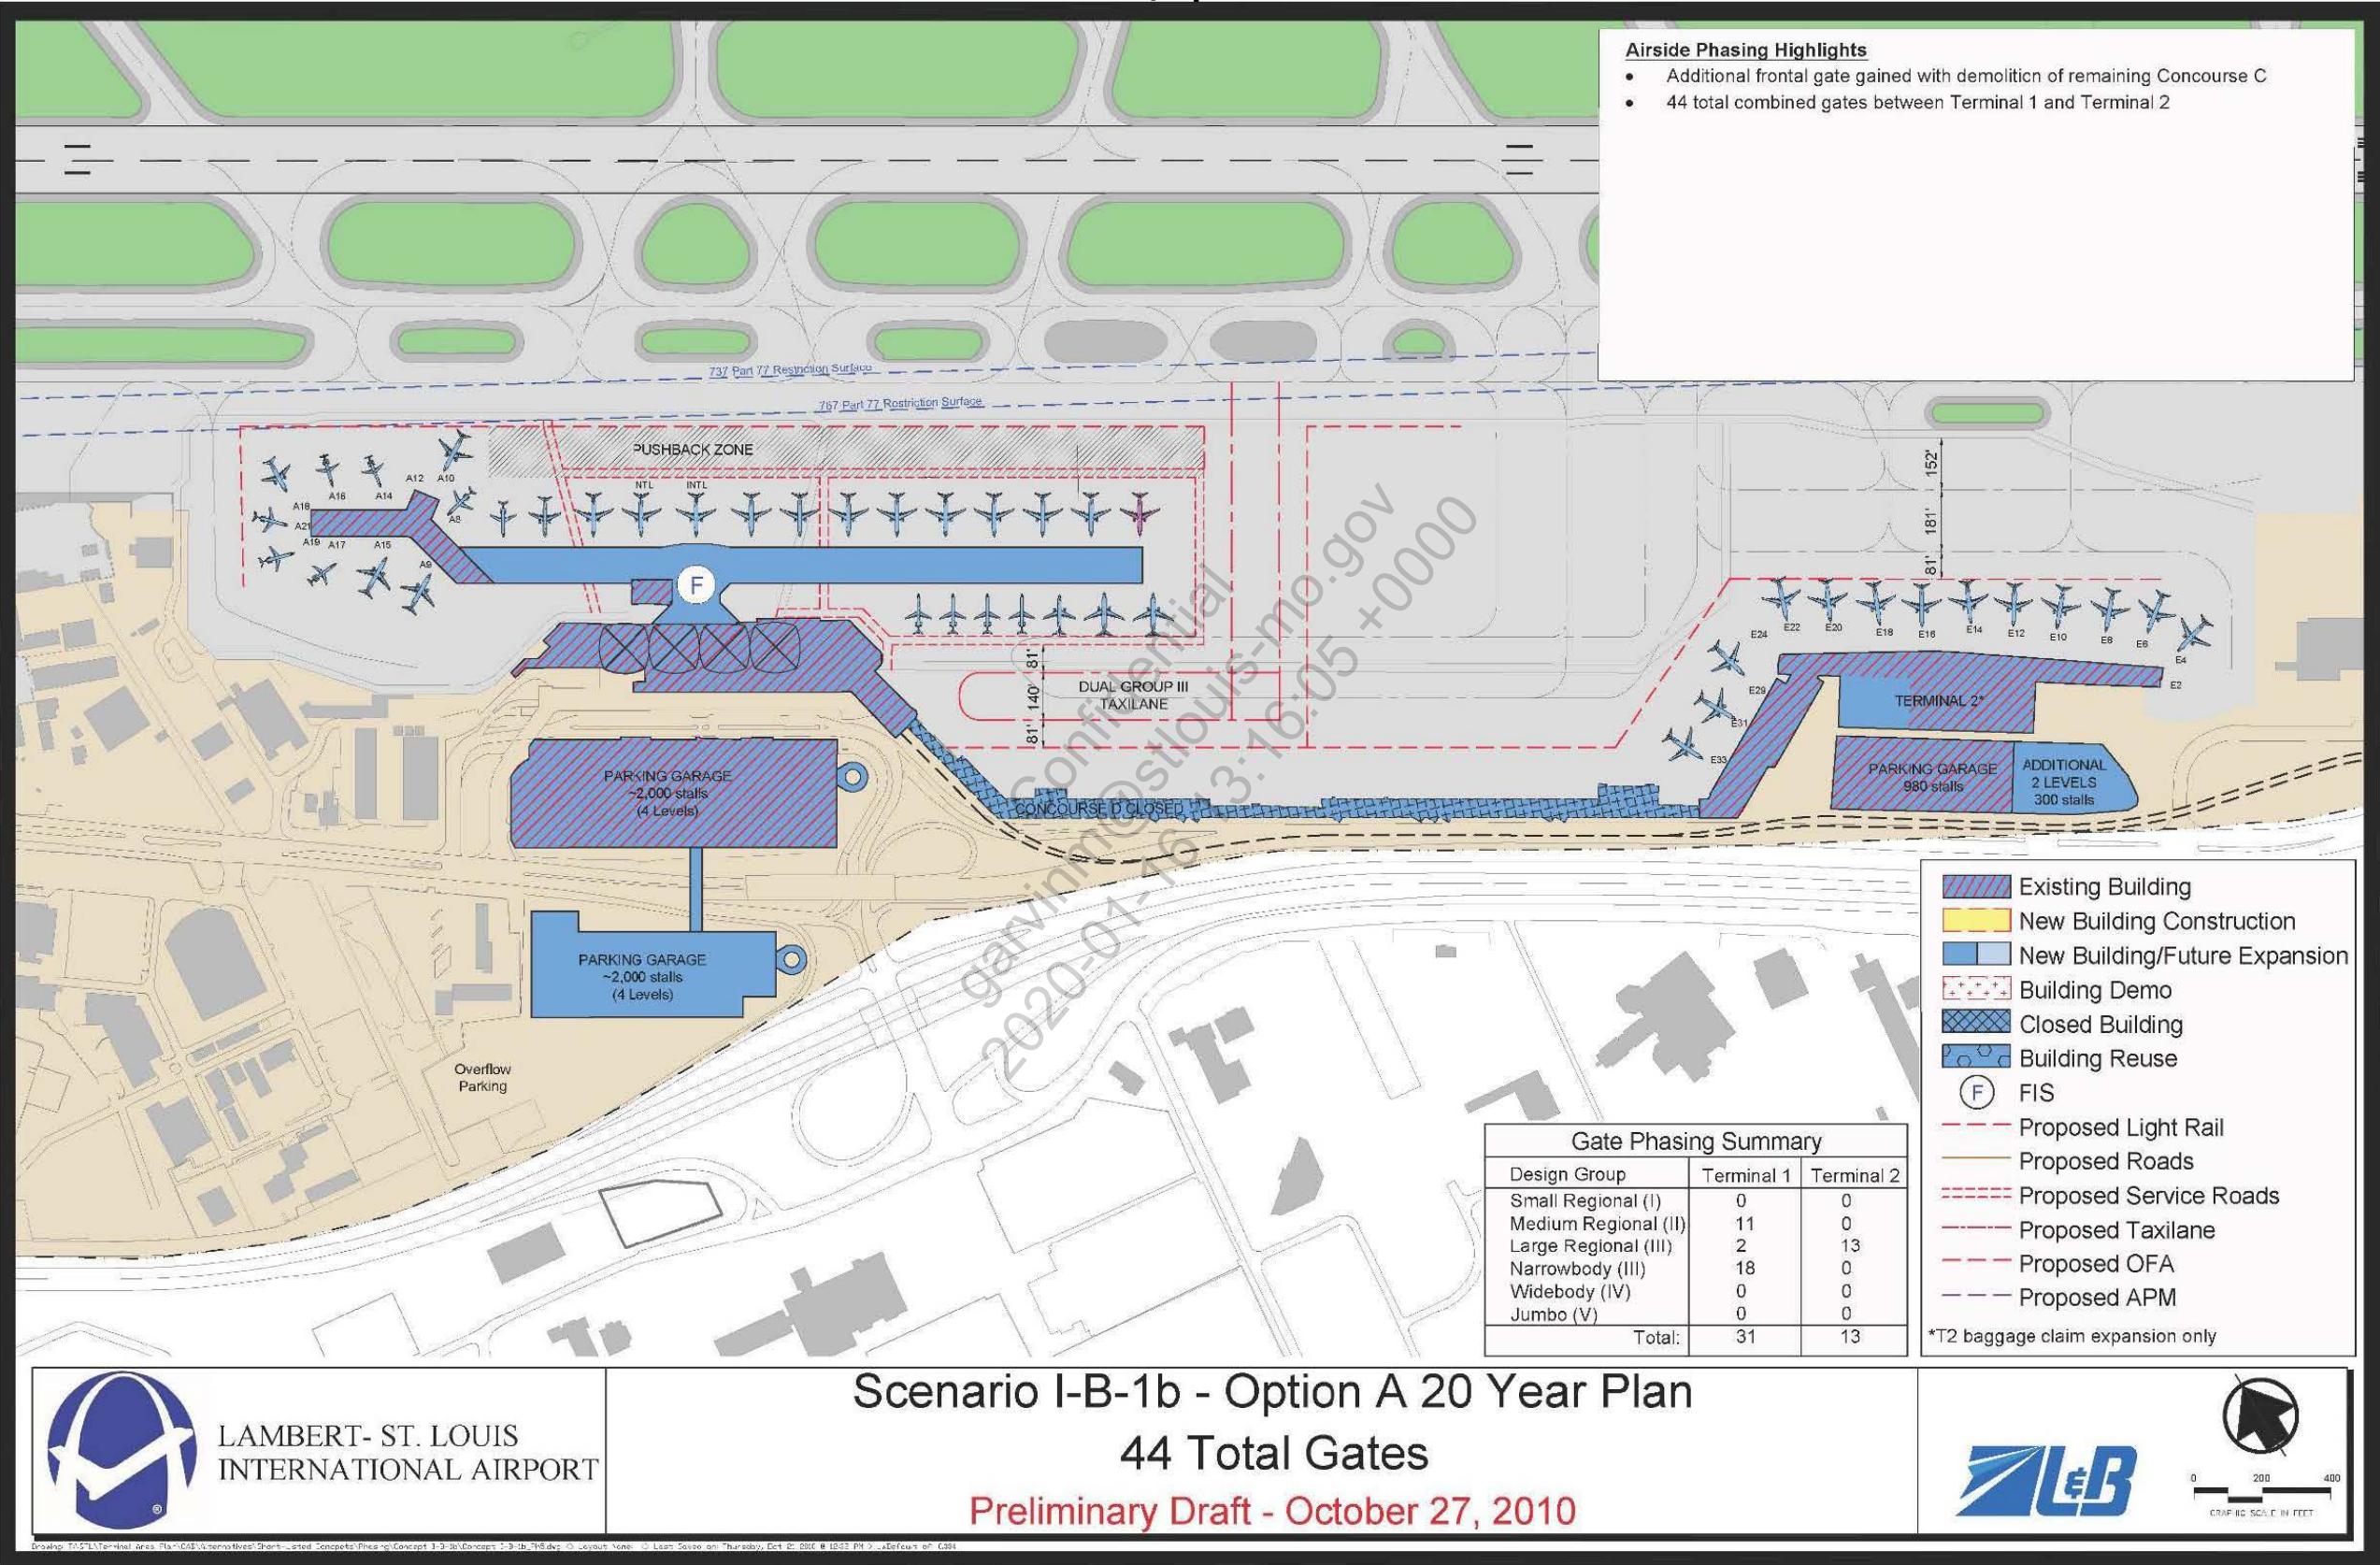 Airside Phasing Highlights
• Additional frontal gate gained with demolition of remaining Concourse C
• 44 total combined gates between Terminal 1 and Terminal 2
737 Part 77 Restriction Surface
767 Part 77 Restriction Surface
PUSHBACK ZONE
NTL INTL
A12 A10
A16 A14
A18
A8
A21
A19 A17 A15
A9
F
152'
181'
81'
E24 E22 E20 E18 E16 E14 E12 E10 E8 E6 E4
E2
E29
E31
E33
81'
140'
81'
DUAL GROUP III
TAXILANE
TERMINAL 2*
PARKING GARAGE
~2,000 stalls
(4 Levels)
PARKING GARAGE
980 stalls
ADDITIONAL
2 LEVELS
300 stalls
CONCOURSE D CLOSED
PARKING GARAGE
~2,000 stalls
(4 Levels)
Overflow
Parking
Confidential
garvinm@stlouis-mo.gov
2020-01-16 13:16:05 +0000
Existing Building
New Building Construction
New Building/Future Expansion
Building Demo
Closed Building
Building Reuse
F FIS
Proposed Light Rail
Proposed Roads
Proposed Service Roads
Proposed Taxilane
Proposed OFA
Proposed APM
*T2 baggage claim expansion only
Gate Phasing Summary
Design Group Terminal 1 Terminal 2
Small Regional (I) 0 0
Medium Regional (II) 11 0
Large Regional (III) 2 13
Narrowbody (III) 18 0
Widebody (IV) 0 0
Jumbo (V) 0 0
Total: 31 13
LAMBERT- ST. LOUIS
INTERNATIONAL AIRPORT
®
Scenario I-B-1b - Option A 20 Year Plan
44 Total Gates
Preliminary Draft - October 27, 2010
L&B
0 200 400
GRAPHIC SCALE IN FEET